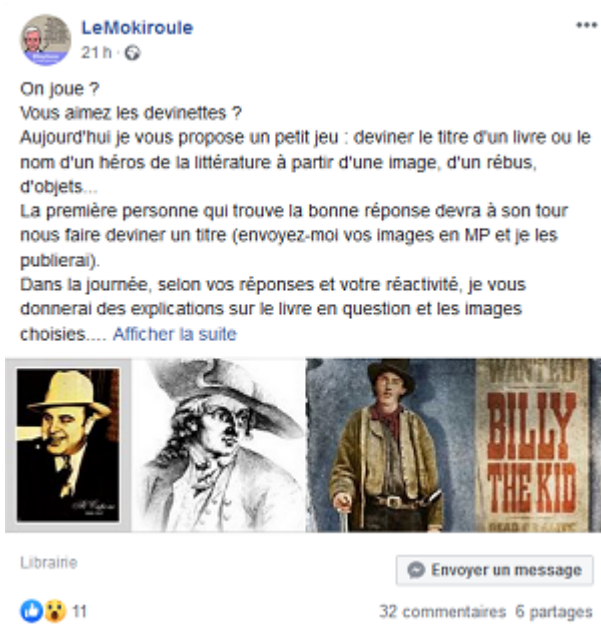 LeMokiroule
21 h
On joue ?
Vous aimez les devinettes ?
Aujourd'hui je vous propose un petit jeu : deviner le titre d'un livre ou le
nom d'un héros de la littérature à partir d'une image, d'un rébus,
d'objets...
La première personne qui trouve la bonne réponse devra à son tour
nous faire deviner un titre (envoyez-moi vos images en MP et je les
publierai).
Dans la journée, selon vos réponses et votre réactivité, je vous
donnerai des explications sur le livre en question et les images
choisies.... Afficher la suite
Al Capone
WANTED
BILLY
THE KID
Librairie
Envoyer un message
11
32 commentaires 6 partages